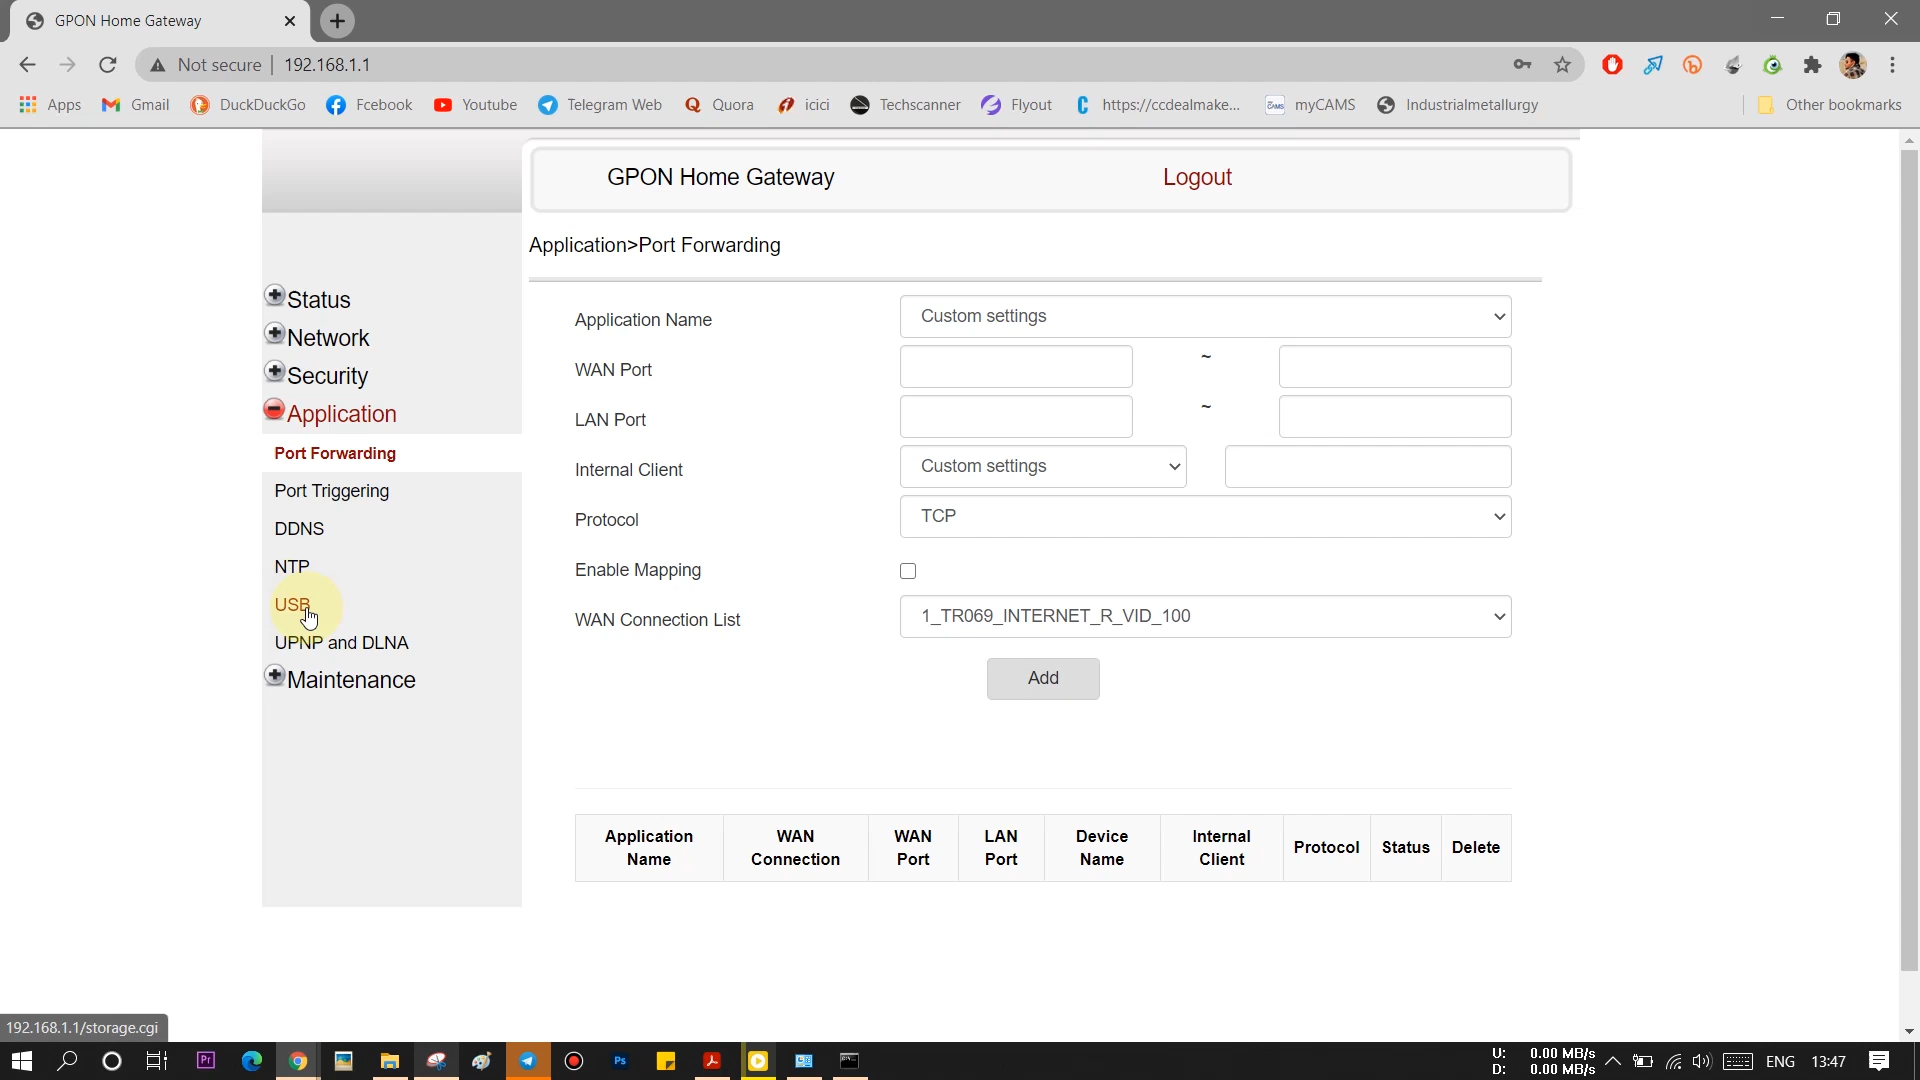 GPON Home Gateway
Not secure
192.168.1.1
Apps
Gmail
DuckDuckGo
Fcebook
Youtube
Telegram Web
Quora
icici
Techscanner
Flyout
https://ccdealmake...
myCAMS
Industrialmetallurgy
Other bookmarks
GPON Home Gateway
Logout
Application>Port Forwarding
Status
Network
Security
Application
Port Forwarding
Port Triggering
DDNS
NTP
USB
UPNP and DLNA
Maintenance
Application Name
Custom settings
WAN Port
~
LAN Port
~
Internal Client
Custom settings
Protocol
TCP
Enable Mapping
WAN Connection List
1_TR069_INTERNET_R_VID_100
Add
Application Name
WAN Connection
WAN Port
LAN Port
Device Name
Internal Client
Protocol
Status
Delete
192.168.1.1/storage.cgi
Pr
Ps
U: 0.00 MB/s
D: 0.00 MB/s
ENG
13:47